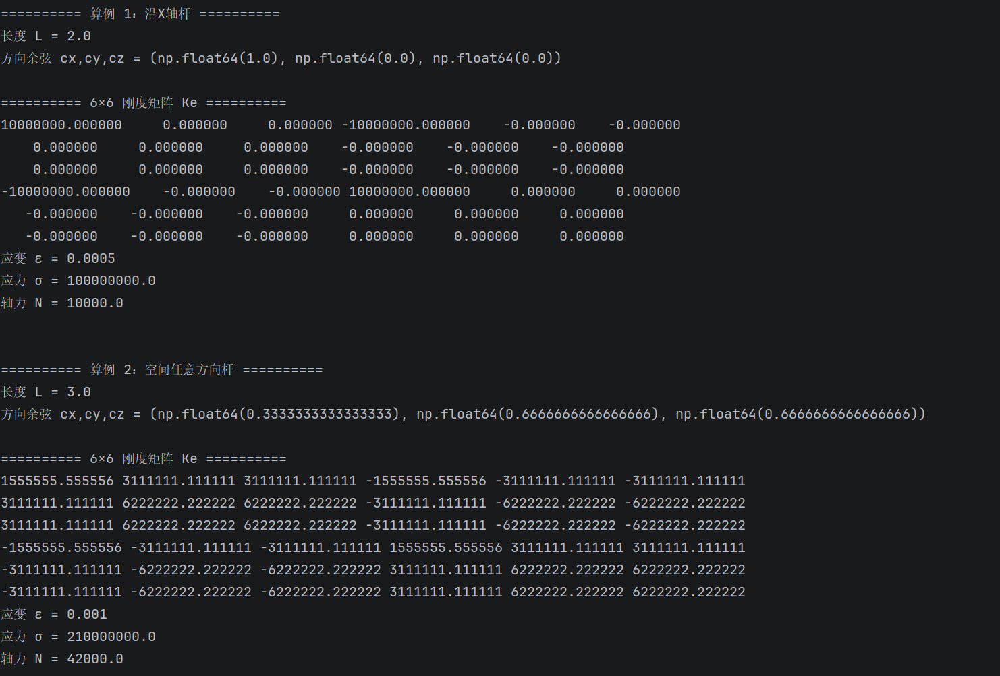 ========== 算例 1：沿X轴杆 ==========
长度 L = 2.0
方向余弦 cx,cy,cz = (np.float64(1.0), np.float64(0.0), np.float64(0.0))
========== 6×6 刚度矩阵 Ke ==========
10000000.000000     0.000000     0.000000 -10000000.000000    -0.000000    -0.000000
    0.000000     0.000000     0.000000    -0.000000    -0.000000    -0.000000
    0.000000     0.000000     0.000000    -0.000000    -0.000000    -0.000000
-10000000.000000    -0.000000    -0.000000 10000000.000000     0.000000     0.000000
   -0.000000    -0.000000    -0.000000     0.000000     0.000000     0.000000
   -0.000000    -0.000000    -0.000000     0.000000     0.000000     0.000000
应变 ε = 0.0005
应力 σ = 100000000.0
轴力 N = 10000.0
========== 算例 2：空间任意方向杆 ==========
长度 L = 3.0
方向余弦 cx,cy,cz = (np.float64(0.3333333333333333), np.float64(0.6666666666666666), np.float64(0.6666666666666666))
========== 6×6 刚度矩阵 Ke ==========
1555555.555556 3111111.111111 3111111.111111 -1555555.555556 -3111111.111111 -3111111.111111
3111111.111111 6222222.222222 6222222.222222 -3111111.111111 -6222222.222222 -6222222.222222
3111111.111111 6222222.222222 6222222.222222 -3111111.111111 -6222222.222222 -6222222.222222
-1555555.555556 -3111111.111111 -3111111.111111 1555555.555556 3111111.111111 3111111.111111
-3111111.111111 -6222222.222222 -6222222.222222 3111111.111111 6222222.222222 6222222.222222
-3111111.111111 -6222222.222222 -6222222.222222 3111111.111111 6222222.222222 6222222.222222
应变 ε = 0.001
应力 σ = 210000000.0
轴力 N = 42000.0